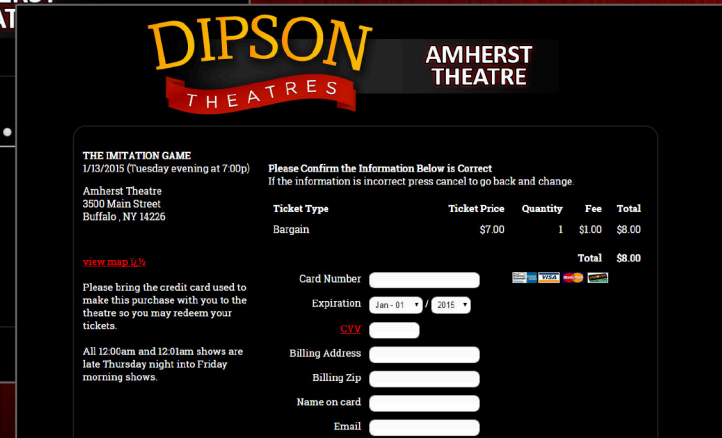 AT
DIPSON
THEATRES
AMHERST
THEATRE
THE IMITATION GAME
1/13/2015 (Tuesday evening at 7:00p)
Amherst Theatre
3500 Main Street
Buffalo , NY 14226
view map ï¿½
Please bring the credit card used to
make this purchase with you to the
theatre so you may redeem your
tickets.
All 12:00am and 12:01am shows are
late Thursday night into Friday
morning shows.
Please Confirm the Information Below is Correct
If the information is incorrect press cancel to go back and change.
Ticket Type Ticket Price Quantity Fee Total
Bargain $7.00 1 $1.00 $8.00
Total $8.00
VISA
Card Number
Expiration Jan - 01 / 2015
CVV
Billing Address
Billing Zip
Name on card
Email